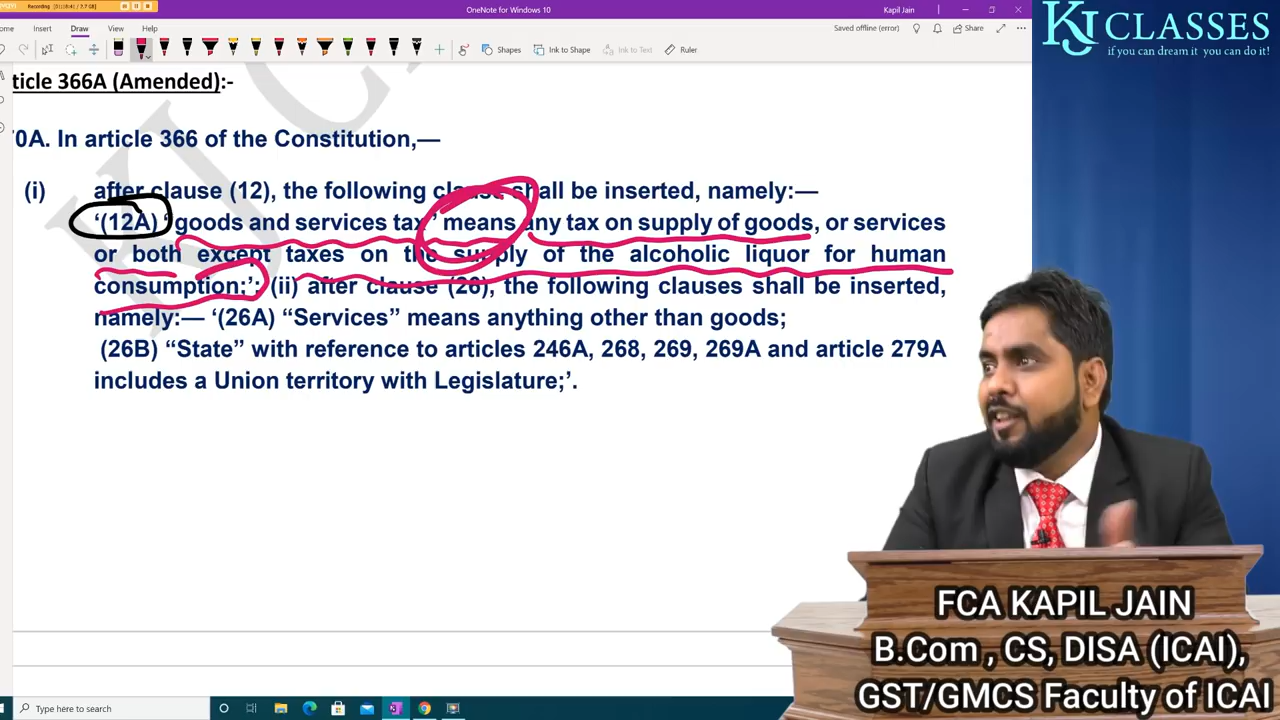 OneNote for Windows 10
Kapil Jain
Recording
Insert
Draw
View
Help
Saved offline (error)
Share
Shapes
Ink to Shape
Ink to Text
Ruler
KJ CLASSES
if you can dream it you can do it!
ticle 366A (Amended):-
0A. In article 366 of the Constitution,—
(i) after clause (12), the following clause shall be inserted, namely:—
‘(12A) ‘goods and services tax’ means any tax on supply of goods, or services
or both except taxes on the supply of the alcoholic liquor for human
consumption;’; (ii) after clause (26), the following clauses shall be inserted,
namely:— ‘(26A) “Services” means anything other than goods;
(26B) “State” with reference to articles 246A, 268, 269, 269A and article 279A
includes a Union territory with Legislature;’.
FCA KAPIL JAIN
B.Com , CS, DISA (ICAI),
GST/GMCS Faculty of ICAI
Type here to search